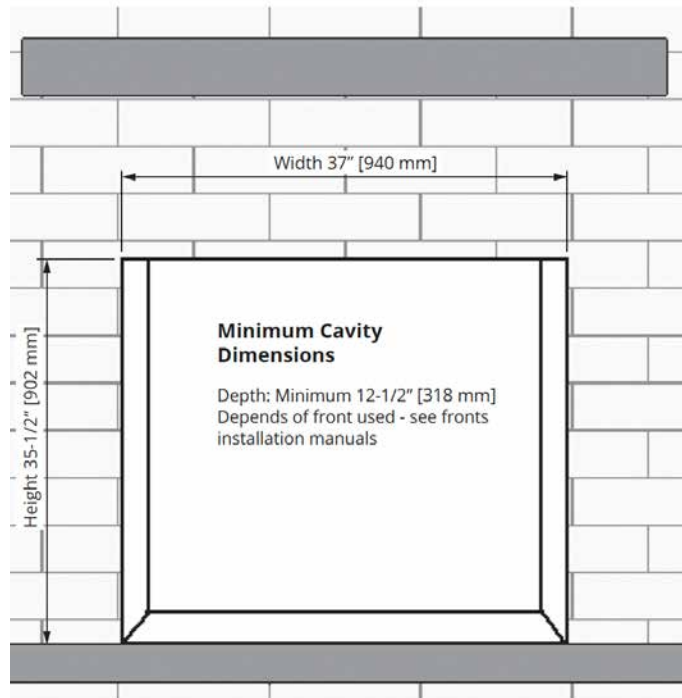 Width 37” [940 mm]
Height 35-1/2” [902 mm]
Minimum Cavity
Dimensions
Depth: Minimum 12-1/2” [318 mm]
Depends of front used - see fronts
installation manuals